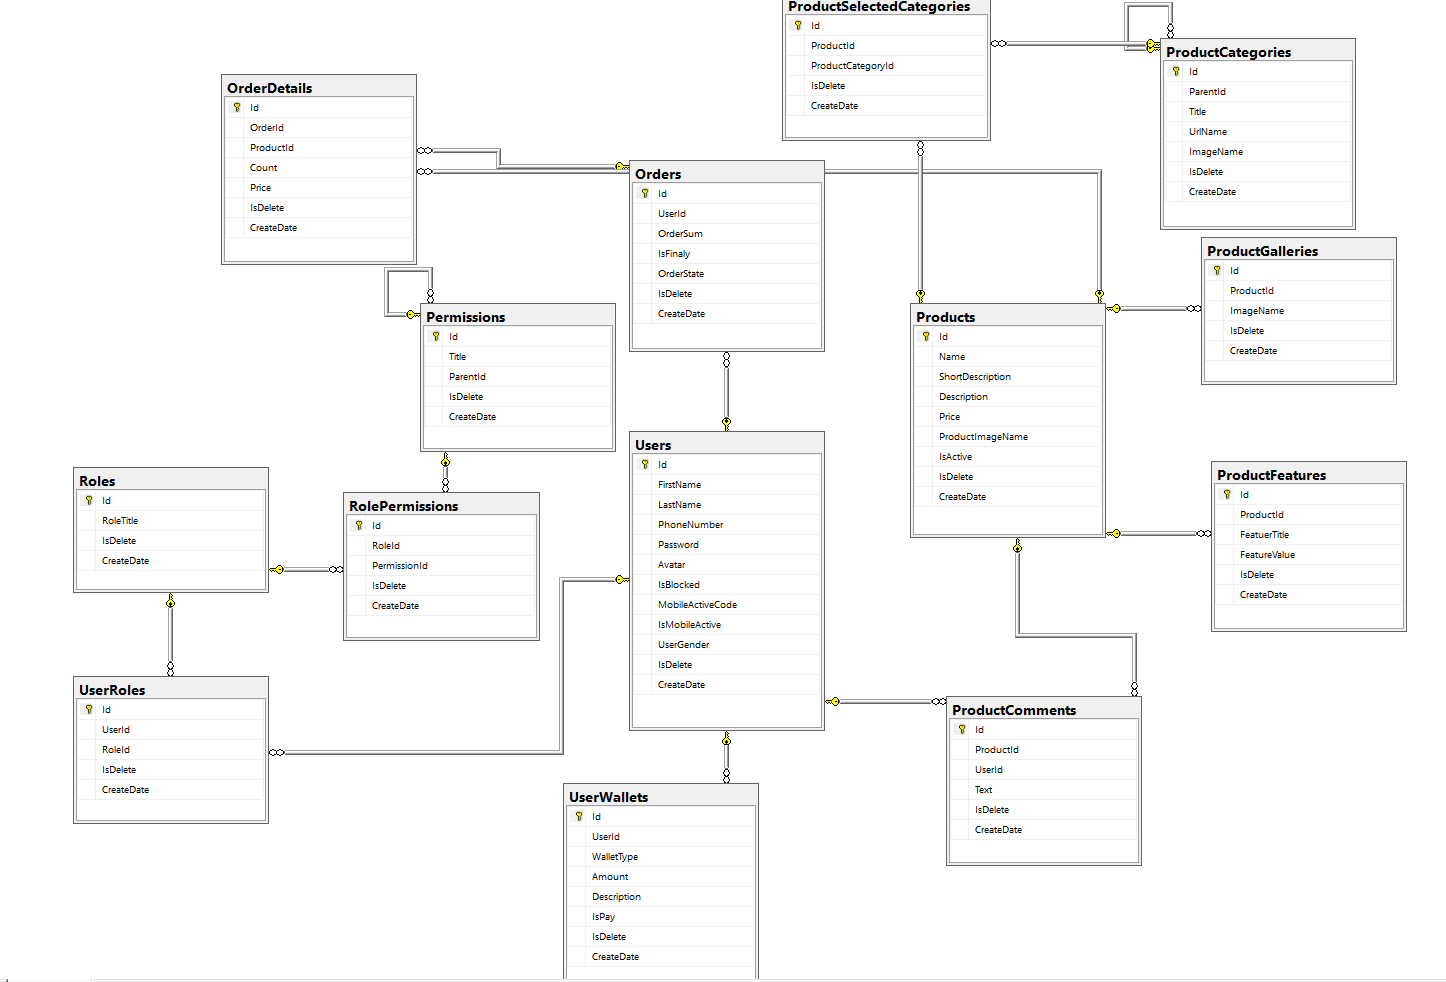 ProductSelectedCategories
Id
ProductId
ProductCategoryId
IsDelete
CreateDate
ProductCategories
Id
ParentId
Title
UrlName
ImageName
IsDelete
CreateDate
OrderDetails
Id
OrderId
ProductId
Count
Price
IsDelete
CreateDate
Orders
Id
UserId
OrderSum
IsFinaly
OrderState
IsDelete
CreateDate
ProductGalleries
Id
ProductId
ImageName
IsDelete
CreateDate
Permissions
Id
Title
ParentId
IsDelete
CreateDate
Products
Id
Name
ShortDescription
Description
Price
ProductImageName
IsActive
IsDelete
CreateDate
Users
Id
FirstName
LastName
PhoneNumber
Password
Avatar
IsBlocked
MobileActiveCode
IsMobileActive
UserGender
IsDelete
CreateDate
ProductFeatures
Id
ProductId
FeatuerTitle
FeatureValue
IsDelete
CreateDate
Roles
Id
RoleTitle
IsDelete
CreateDate
RolePermissions
Id
RoleId
PermissionId
IsDelete
CreateDate
UserRoles
Id
UserId
RoleId
IsDelete
CreateDate
ProductComments
Id
ProductId
UserId
Text
IsDelete
CreateDate
UserWallets
Id
UserId
WalletType
Amount
Description
IsPay
IsDelete
CreateDate